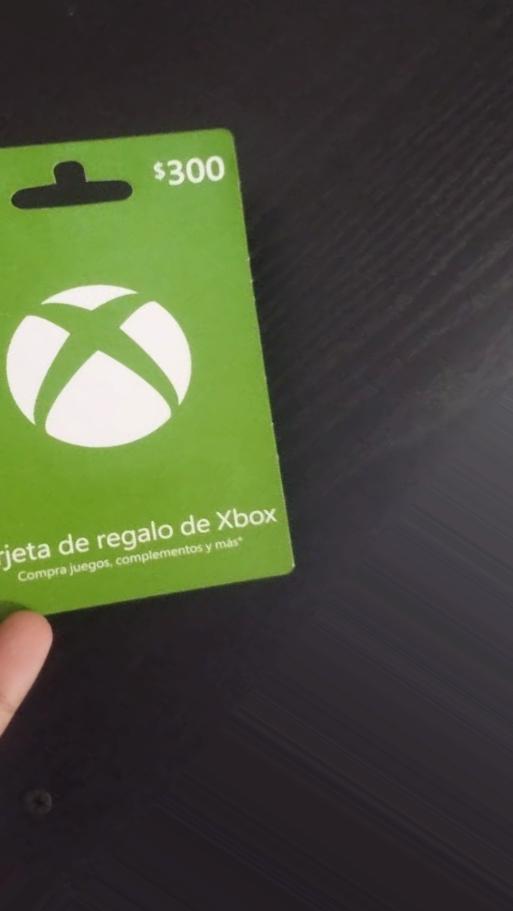 $300
rjeta de regalo de Xbox
Compra juegos, complementos y más*